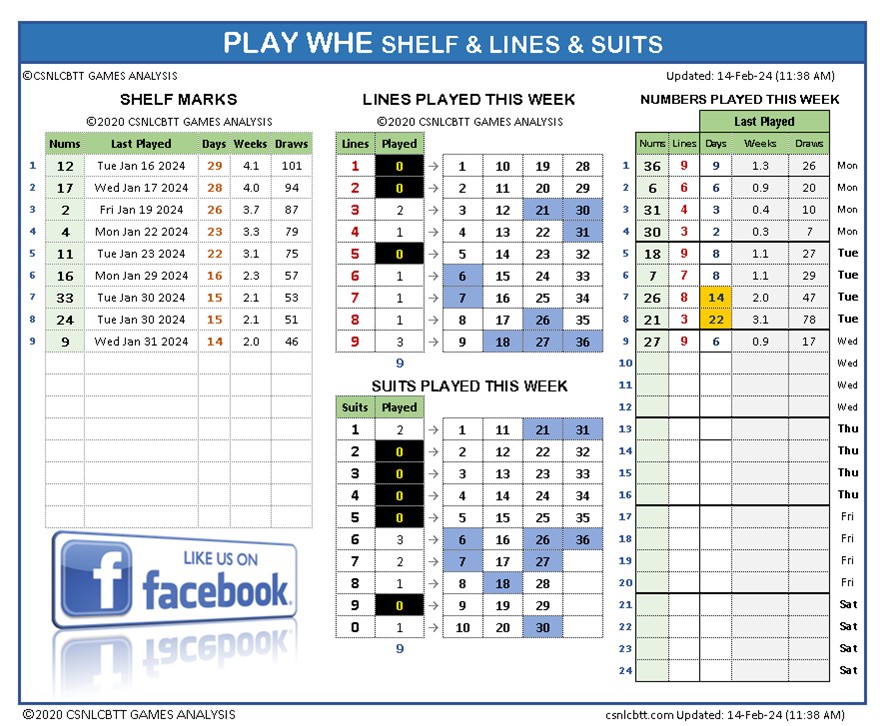 PLAY WHE SHELF & LINES & SUITS
©CSNLCBTT GAMES ANALYSIS
Updated: 14-Feb-24 (11:38 AM)
SHELF MARKS
©2020 CSNLCBTT GAMES ANALYSIS
Nums Last Played Days Weeks Draws
1 12 Tue Jan 16 2024 29 4.1 101
2 17 Wed Jan 17 2024 28 4.0 94
3 2 Fri Jan 19 2024 26 3.7 87
4 4 Mon Jan 22 2024 23 3.3 79
5 11 Tue Jan 23 2024 22 3.1 75
6 16 Mon Jan 29 2024 16 2.3 57
7 33 Tue Jan 30 2024 15 2.1 53
8 24 Tue Jan 30 2024 15 2.1 51
9 9 Wed Jan 31 2024 14 2.0 46
LIKE US ON
facebook
LINES PLAYED THIS WEEK
©2020 CSNLCBTT GAMES ANALYSIS
Lines Played
1 0 → 1 10 19 28
2 0 → 2 11 20 29
3 2 → 3 12 21 30
4 1 → 4 13 22 31
5 0 → 5 14 23 32
6 1 → 6 15 24 33
7 1 → 7 16 25 34
8 1 → 8 17 26 35
9 3 → 9 18 27 36
9
SUITS PLAYED THIS WEEK
Suits Played
1 2 → 1 11 21 31
2 0 → 2 12 22 32
3 0 → 3 13 23 33
4 0 → 4 14 24 34
5 0 → 5 15 25 35
6 3 → 6 16 26 36
7 2 → 7 17 27
8 1 → 8 18 28
9 0 → 9 19 29
0 1 → 10 20 30
9
NUMBERS PLAYED THIS WEEK
Last Played
Nums Lines Days Weeks Draws
1 36 9 9 1.3 26 Mon
2 6 6 6 0.9 20 Mon
3 31 4 3 0.4 10 Mon
4 30 3 2 0.3 7 Mon
5 18 9 8 1.1 27 Tue
6 7 7 8 1.1 29 Tue
7 26 8 14 2.0 47 Tue
8 21 3 22 3.1 78 Tue
9 27 9 6 0.9 17 Wed
10 Wed
11 Wed
12 Wed
13 Thu
14 Thu
15 Thu
16 Thu
17 Fri
18 Fri
19 Fri
20 Fri
21 Sat
22 Sat
23 Sat
24 Sat
©2020 CSNLCBTT GAMES ANALYSIS
csnlcbtt.com Updated: 14-Feb-24 (11:38 AM)